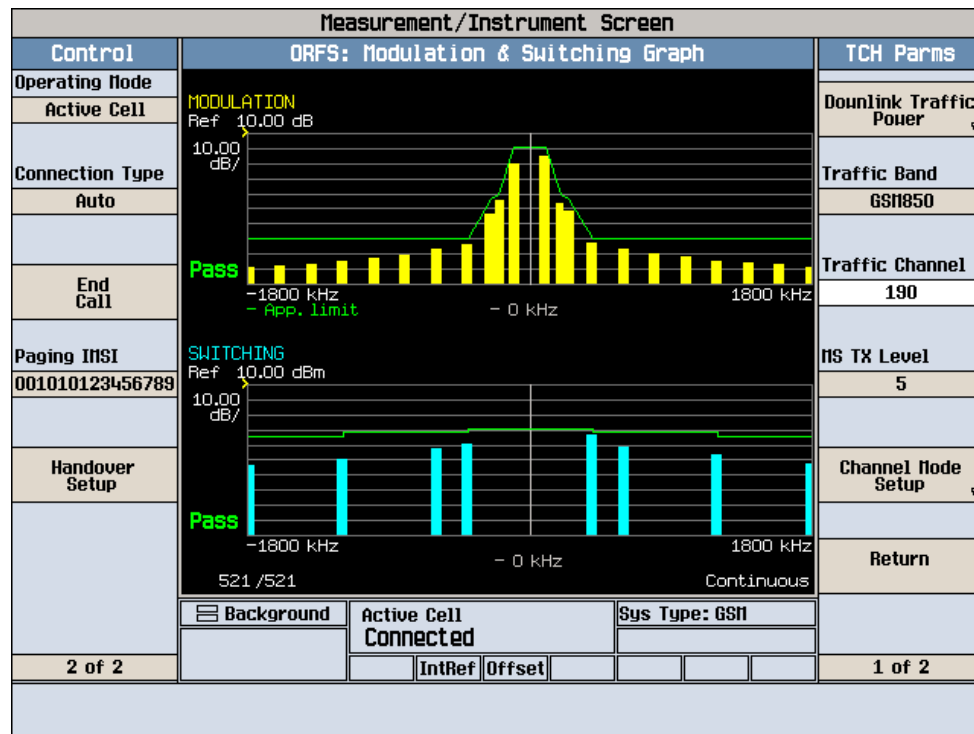 Measurement/Instrument Screen
Control
ORFS: Modulation & Switching Graph
TCH Parms
Operating Mode
Active Cell
Connection Type
Auto
End
Call
Paging IMSI
001010123456789
Handover
Setup
2 of 2
MODULATION
Ref 10.00 dB
10.00
dB/
Pass
-1800 kHz
1800 kHz
- App. limit
- 0 kHz
SWITCHING
Ref 10.00 dBm
10.00
dB/
Pass
-1800 kHz
1800 kHz
- 0 kHz
521/521
Continuous
Background
Active Cell
Connected
Sys Type: GSM
IntRef
Offset
Downlink Traffic
Power
Traffic Band
GSM850
Traffic Channel
190
MS TX Level
5
Channel Mode
Setup
Return
1 of 2